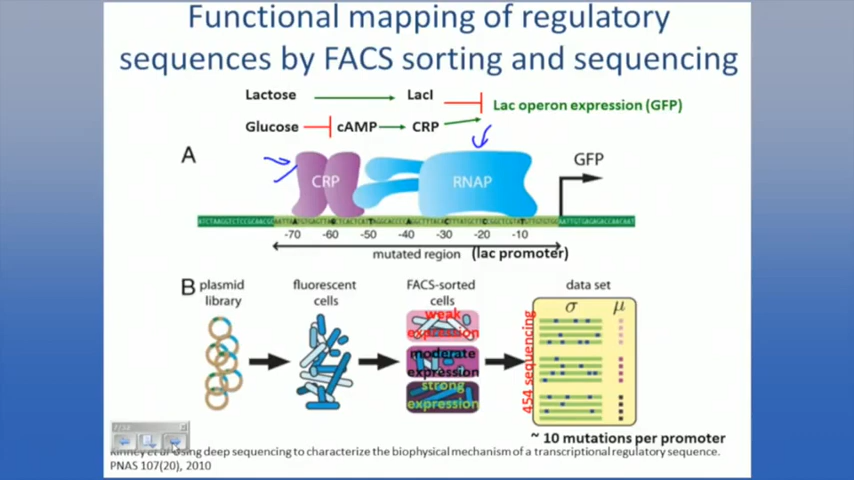 Functional mapping of regulatory
sequences by FACS sorting and sequencing
Lactose LacI
Lac operon expression (GFP)
Glucose cAMP CRP
A
CRP
RNAP
GFP
-70 -60 -50 -40 -30 -20 -10
mutated region (lac promoter)
B
plasmid
library
fluorescent
cells
FACS-sorted
cells
data set
weak
expression
moderate
expression
strong
expression
454 sequencing
σ μ
~ 10 mutations per promoter
Using deep sequencing to characterize the biophysical mechanism of a transcriptional regulatory sequence.
PNAS 107(20), 2010